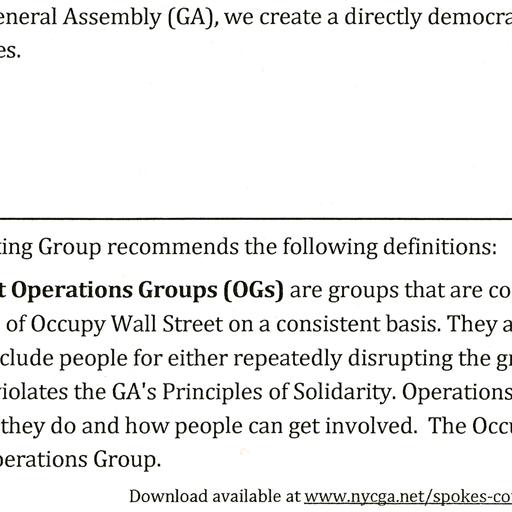 eneral Assembly (GA), we create a directly democra
es.
king Group recommends the following definitions:
t Operations Groups (OGs) are groups that are co
of Occupy Wall Street on a consistent basis. They a
clude people for either repeatedly disrupting the g
violates the GA's Principles of Solidarity. Operations
they do and how people can get involved.  The Occ
perations Group.
Download available at www.nycga.net/spokes-co